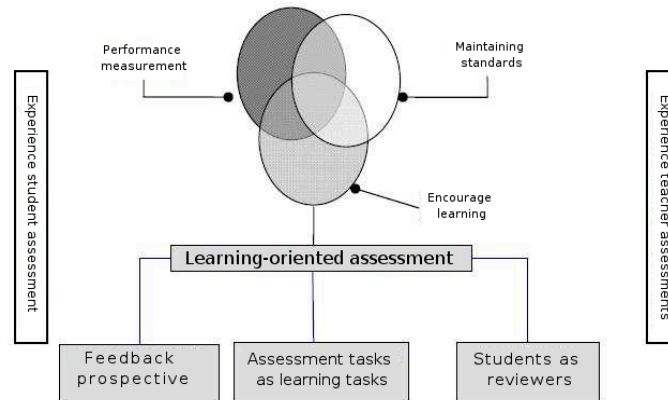 Performance
measurement
Maintaining
standards
Experience student assessment
Experience teacher assessments
Encourage
learning
Learning-oriented assessment
Feedback
prospective
Assessment tasks
as learning tasks
Students as
reviewers